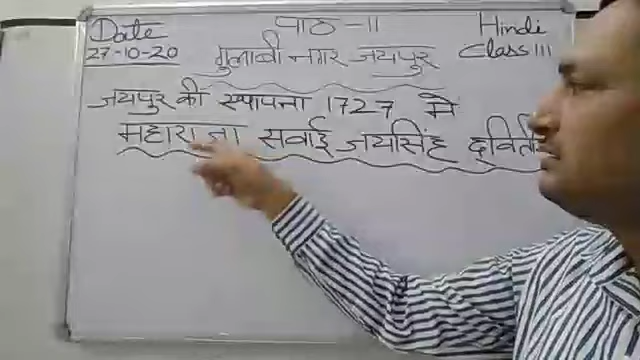 Date
27-10-20
पाठ-11
Hindi
Class III
गुलाबी नगर जयपुर
जयपुर की स्थापना 1727 में
महाराजा सवाई जयसिंह